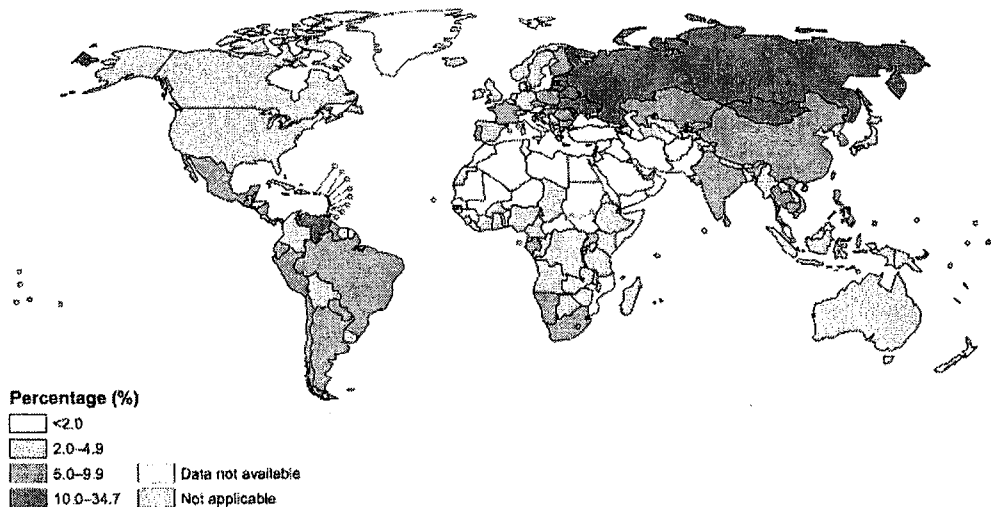 Percentage (%)
<2.0
2.0–4.9
5.0–9.9
10.0–34.7
Data not available
Not applicable